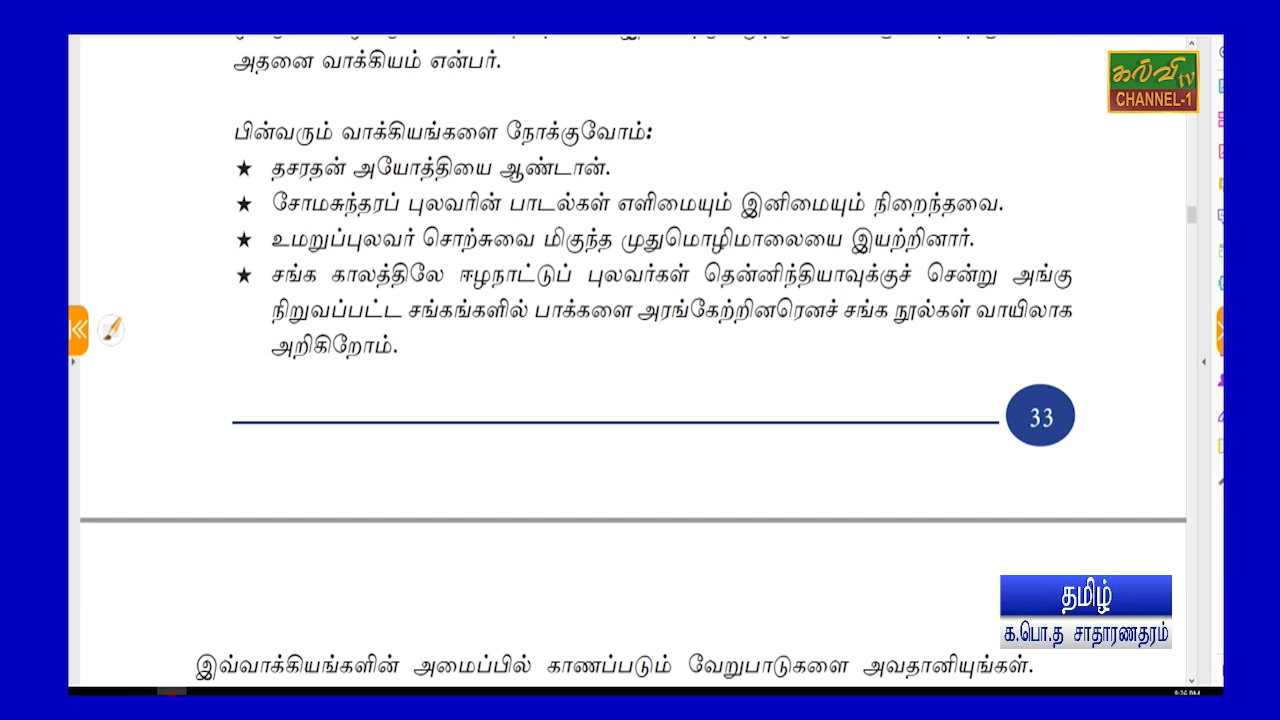 அதனை வாக்கியம் என்பர்.
கல்வி tv
CHANNEL-1
பின்வரும் வாக்கியங்களை நோக்குவோம்:
★ தசரதன் அயோத்தியை ஆண்டான்.
★ சோமசுந்தரப் புலவரின் பாடல்கள் எளிமையும் இனிமையும் நிறைந்தவை.
★ உமறுப்புலவர் சொற்சுவை மிகுந்த முதுமொழிமாலையை இயற்றினார்.
★ சங்க காலத்திலே ஈழநாட்டுப் புலவர்கள் தென்னிந்தியாவுக்குச் சென்று அங்கு
நிறுவப்பட்ட சங்கங்களில் பாக்களை அரங்கேற்றினரெனச் சங்க நூல்கள் வாயிலாக
அறிகிறோம்.
33
தமிழ்
க.பொ.த சாதாரணதரம்
இவ்வாக்கியங்களின் அமைப்பில் காணப்படும் வேறுபாடுகளை அவதானியுங்கள்.